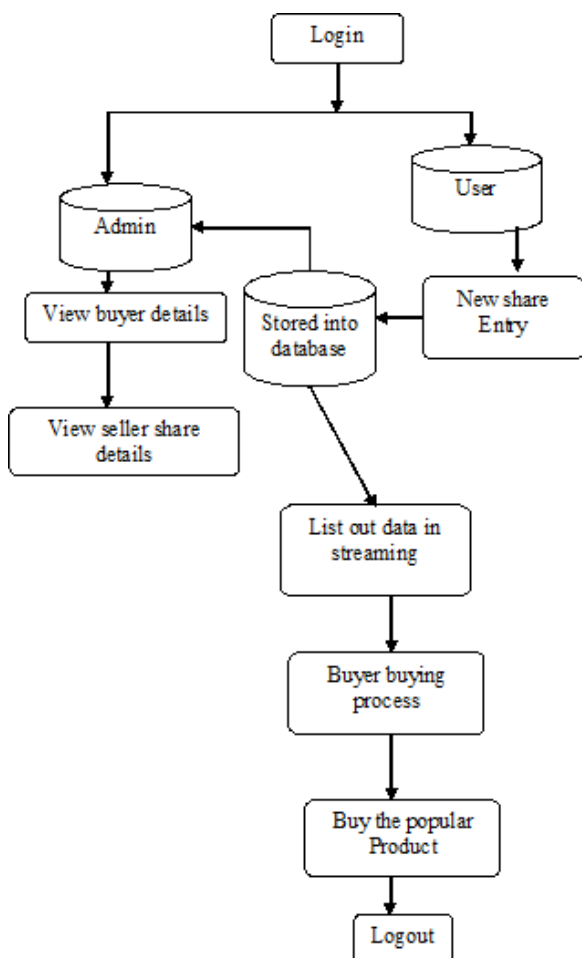 Login
User
Admin
New share
Entry
View buyer details
Stored into
database
View seller share
details
List out data in
streaming
Buyer buying
process
Buy the popular
Product
Logout